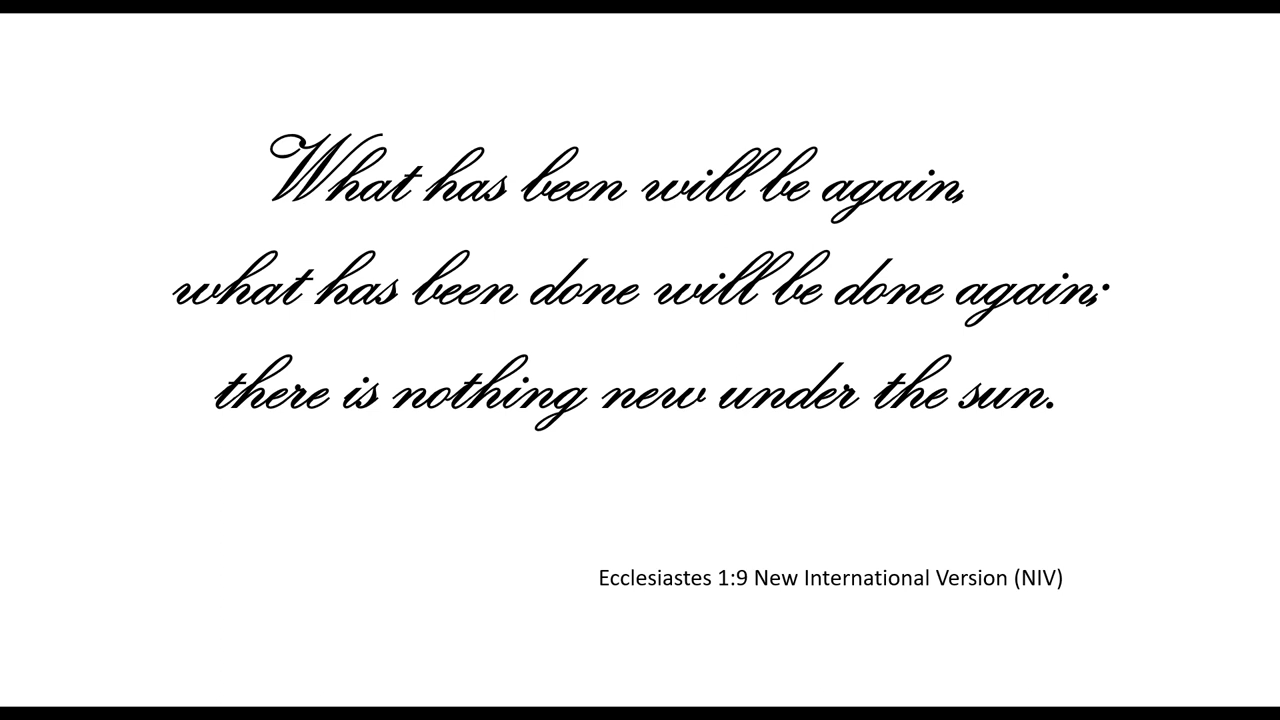 What has been will be again,
what has been done will be done again;
there is nothing new under the sun.
Ecclesiastes 1:9 New International Version (NIV)